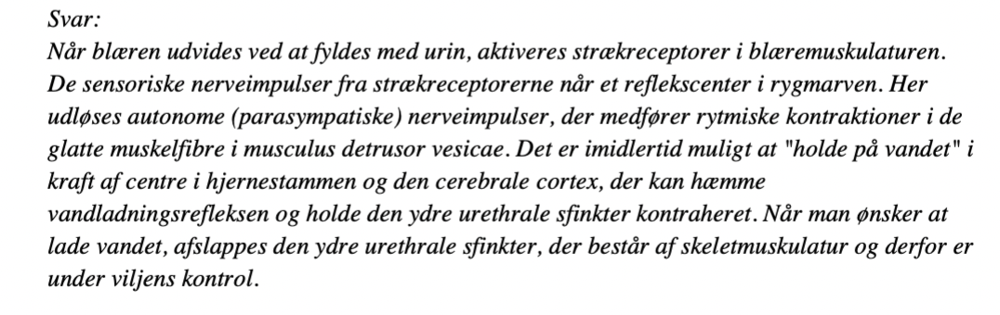 Svar:
Når blæren udvides ved at fyldes med urin, aktiveres strækreceptorer i blæremuskulaturen.
De sensoriske nerveimpulser fra strækreceptorerne når et reflekscenter i rygmarven. Her
udløses autonome (parasympatiske) nerveimpulser, der medfører rytmiske kontraktioner i de
glatte muskelfibre i musculus detrusor vesicae. Det er imidlertid muligt at "holde på vandet" i
kraft af centre i hjernestammen og den cerebrale cortex, der kan hæmme
vandladningsrefleksen og holde den ydre urethrale sfinkter kontraheret. Når man ønsker at
lade vandet, afslappes den ydre urethrale sfinkter, der består af skeletmuskulatur og derfor er
under viljens kontrol.